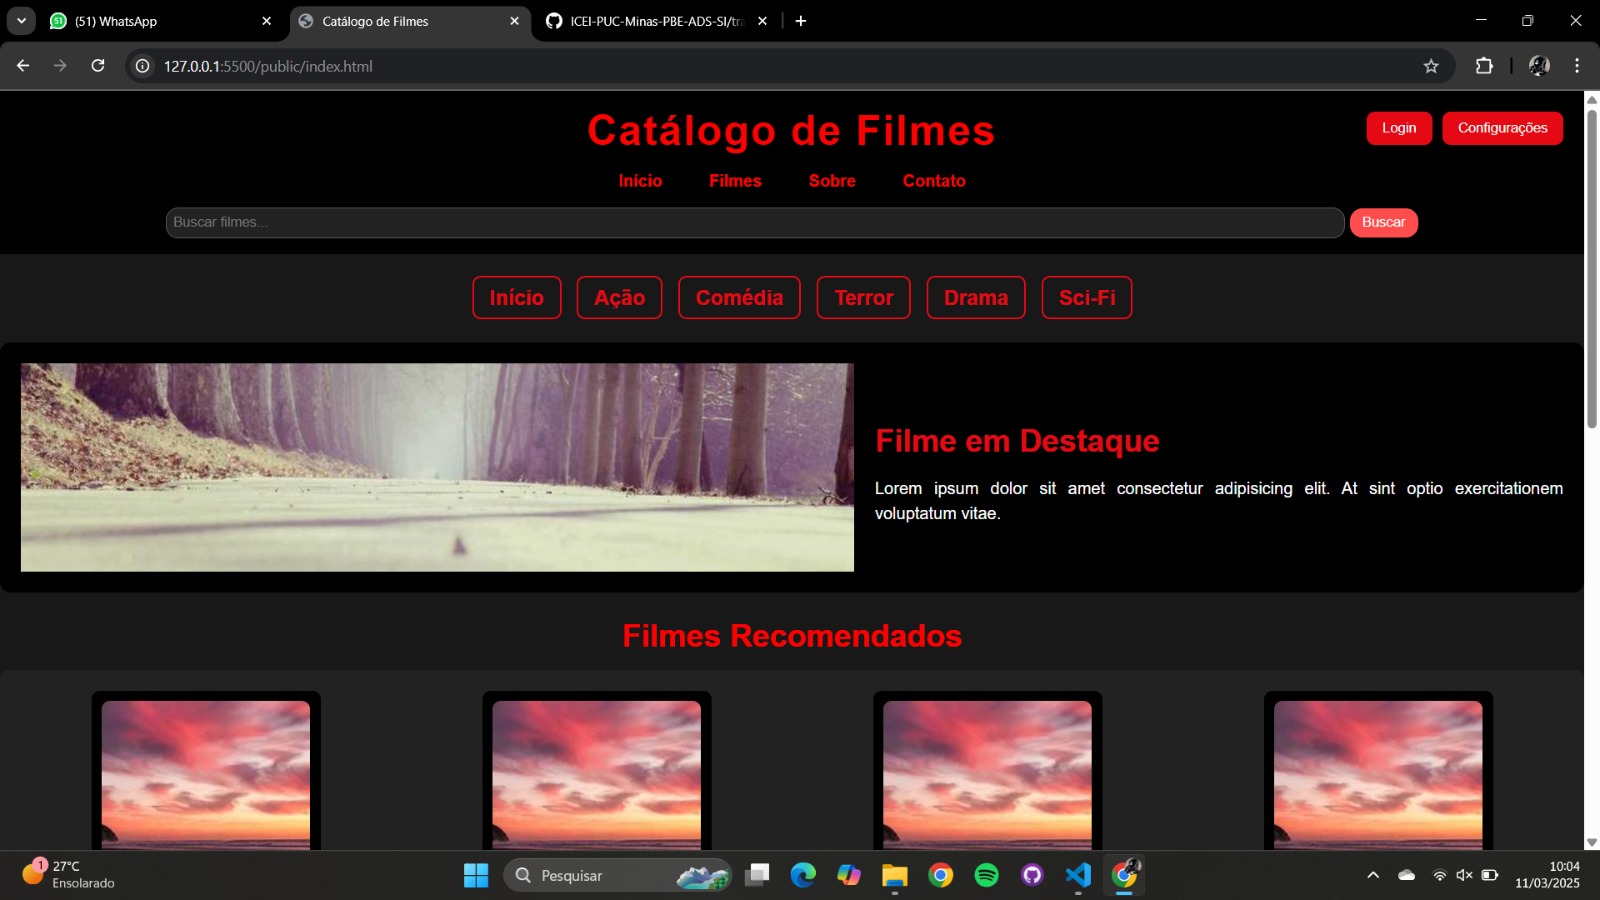 (51) WhatsApp
Catálogo de Filmes
ICEI-PUC-Minas-PBE-ADS-SI/tra
127.0.0.1:5500/public/index.html
Catálogo de Filmes
Login
Configurações
Início Filmes Sobre Contato
Buscar filmes...
Buscar
Início Ação Comédia Terror Drama Sci-Fi
Filme em Destaque
Lorem ipsum dolor sit amet consectetur adipisicing elit. At sint optio exercitationem
voluptatum vitae.
Filmes Recomendados
1
27°C
Ensolarado
Pesquisar
10:04
11/03/2025